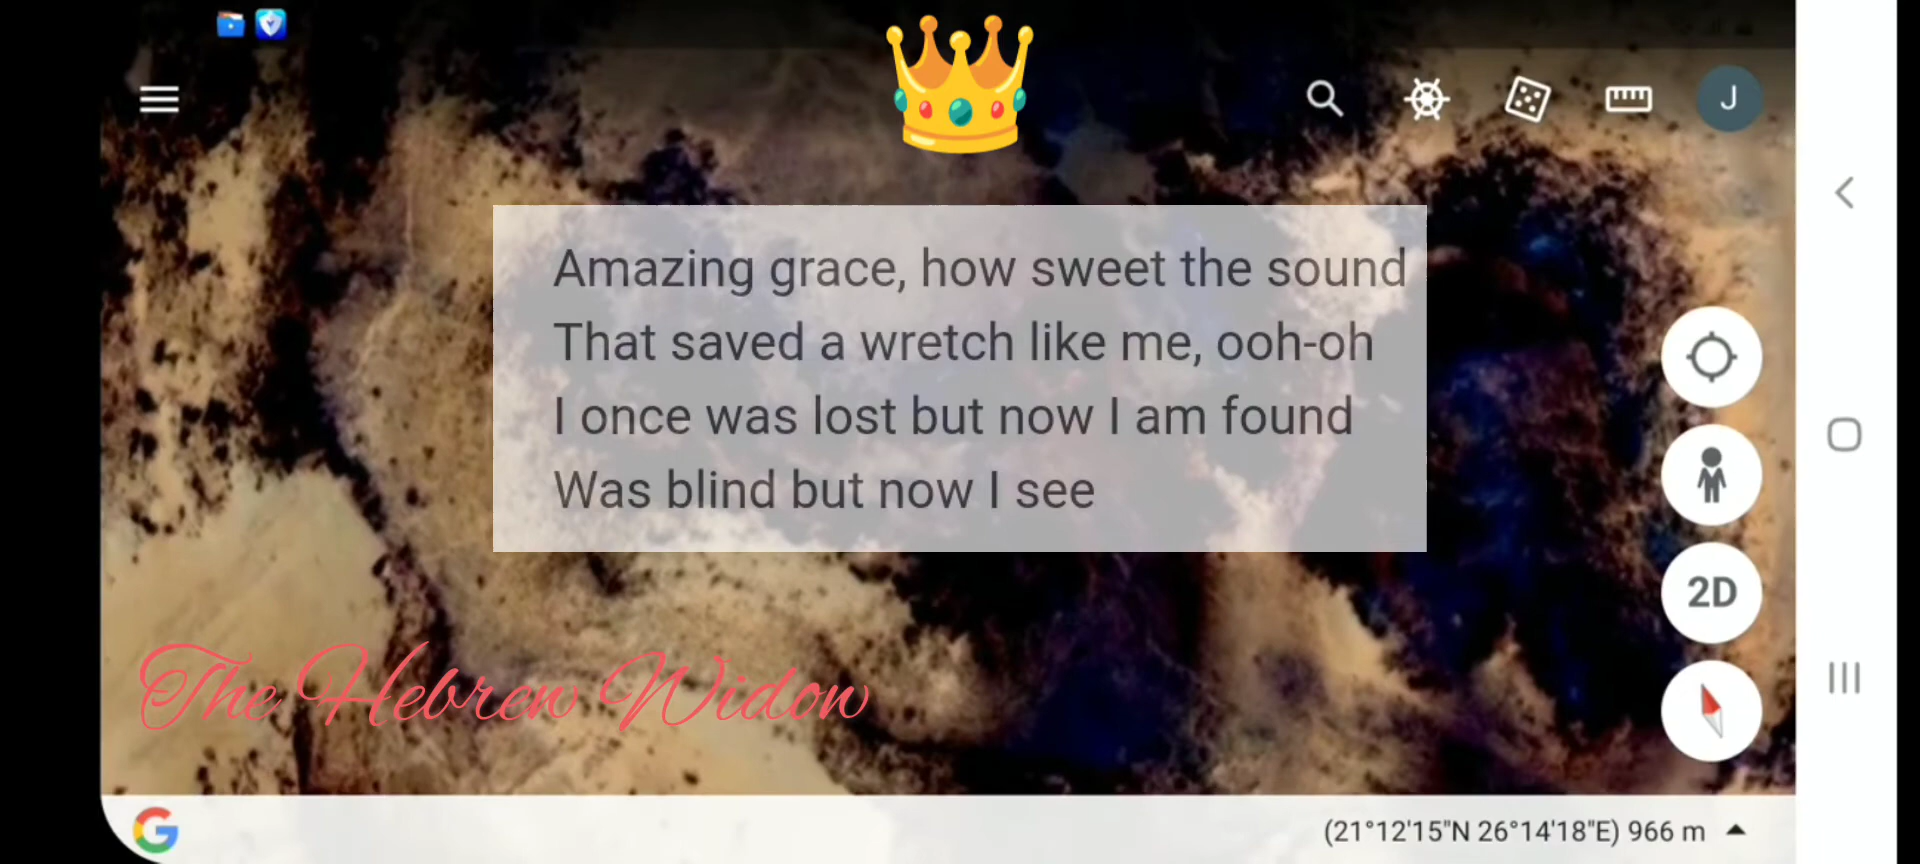 J
Amazing grace, how sweet the sound
That saved a wretch like me, ooh-oh
I once was lost but now I am found
Was blind but now I see
2D
The Hebrew Widow
(21°12'15"N 26°14'18"E) 966 m